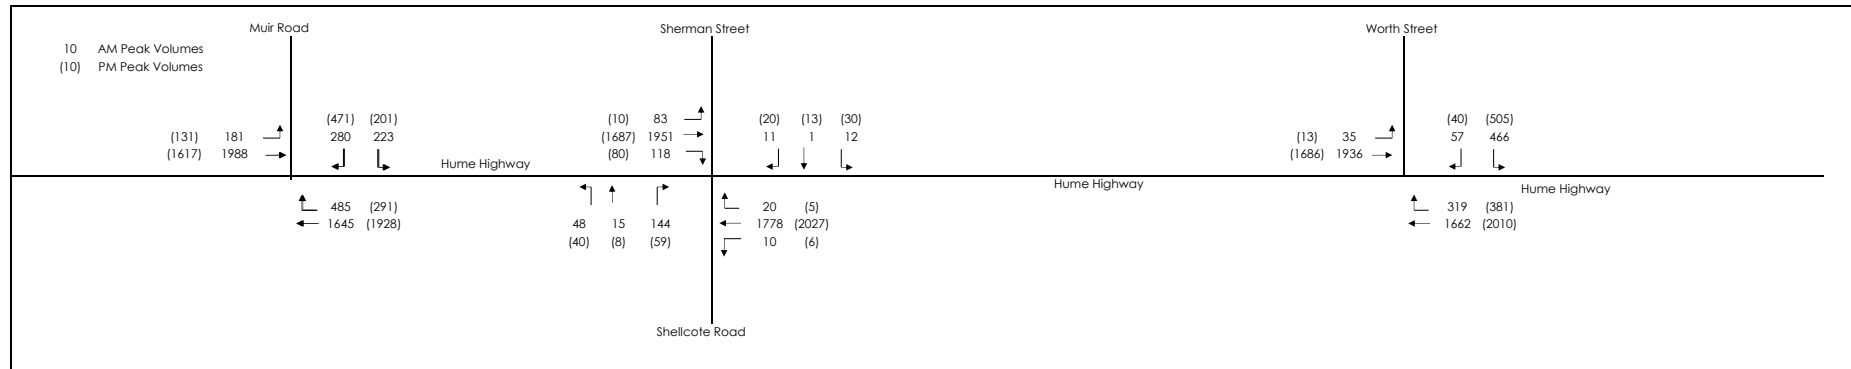 Muir Road
Sherman Street
Worth Street
10 AM Peak Volumes
(10) PM Peak Volumes
(471) (201)
(10) 83
(20) (13) (30)
(40) (505)
(131) 181
280 223
(1687) 1951
11 1 12
(13) 35
57 466
(1617) 1988
(80) 118
(1686) 1936
Hume Highway
Hume Highway
Hume Highway
485 (291)
20 (5)
319 (381)
1645 (1928)
48 15 144
1778 (2027)
1662 (2010)
(40) (8) (59)
10 (6)
Shellcote Road